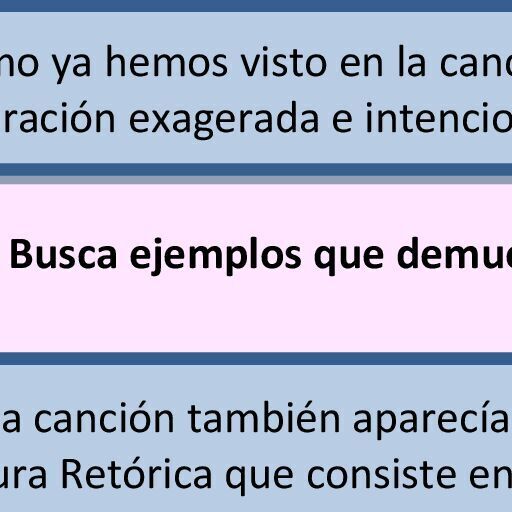 mo ya hemos visto en la canc
ración exagerada e intencio
Busca ejemplos que demue
a canción también aparecía
ura Retórica que consiste en